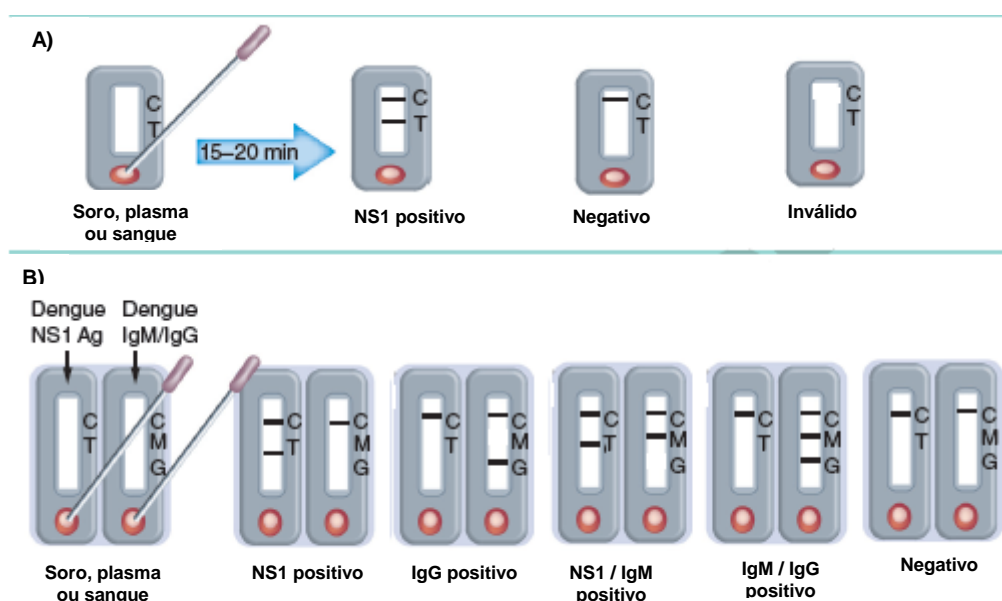 A)
C
T
15–20 min
C
T
C
T
C
T
Soro, plasma
ou sangue
NS1 positivo
Negativo
Inválido
B)
Dengue
NS1 Ag
Dengue
IgM/IgG
C
T
C
M
G
C
T
C
M
G
C
T
C
M
G
C
T
C
M
G
C
T
C
M
G
C
T
C
M
G
Soro, plasma
ou sangue
NS1 positivo
IgG positivo
NS1 / IgM
positivo
IgM / IgG
positivo
Negativo